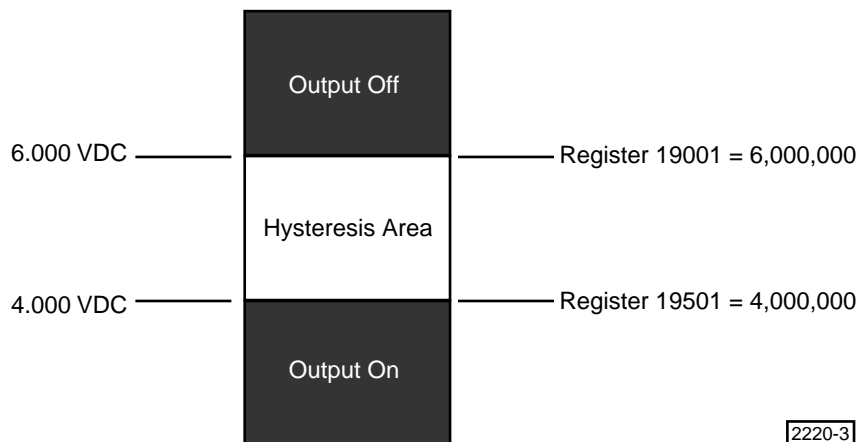 Output Off
6.000 VDC
Register 19001 = 6,000,000
Hysteresis Area
4.000 VDC
Register 19501 = 4,000,000
Output On
2220-3